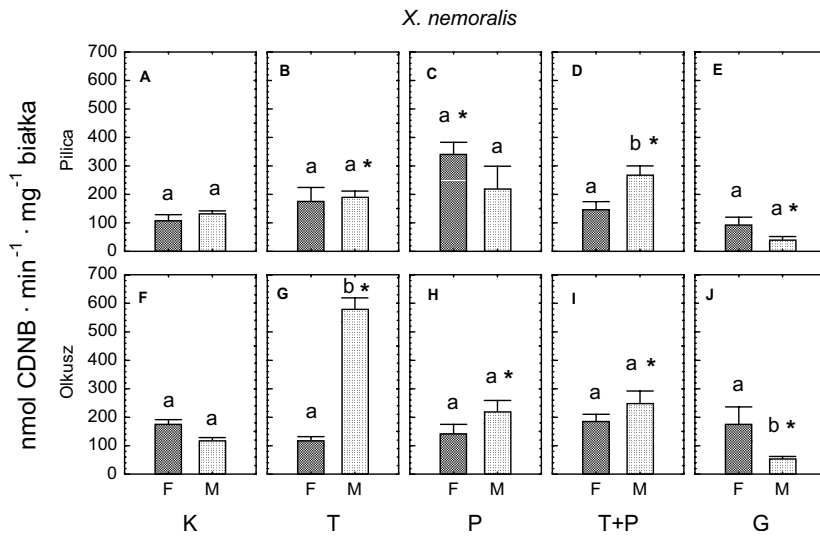 X. nemoralis
nmol CDNB · min⁻¹ · mg⁻¹ białka
Pilica
700
600
500
400
300
200
100
0
A
a a
B
a a *
C
a * a
D
a b *
E
a a *
Olkusz
700
600
500
400
300
200
100
0
F
a a
G
a b *
H
a a *
I
a a *
J
a b *
F M F M F M F M F M
K T P T+P G